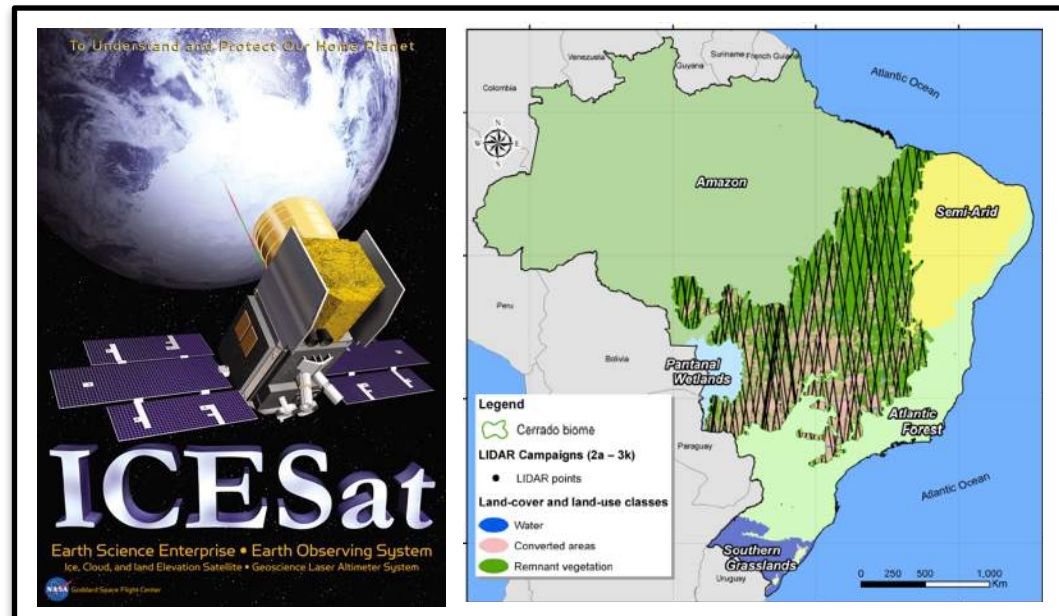 To Understand and Protect Our Home Planet
ICESat
Earth Science Enterprise • Earth Observing System
Ice, Cloud, and land Elevation Satellite • Geoscience Laser Altimeter System
NASA Goddard Space Flight Center
Venezuela
Suriname
French Guiana
Guyana
Colombia
Atlantic Ocean
N
W E
S
Amazon
Semi-Arid
Peru
Bolivia
Pantanal
Wetlands
Atlantic
Forest
Paraguay
Atlantic Ocean
Southern
Grasslands
Uruguay
Legend
Cerrado biome
LIDAR Campaigns (2a – 3k)
LIDAR points
Land-cover and land-use classes
Water
Converted areas
Remnant vegetation
0 250 500 1,000
Km